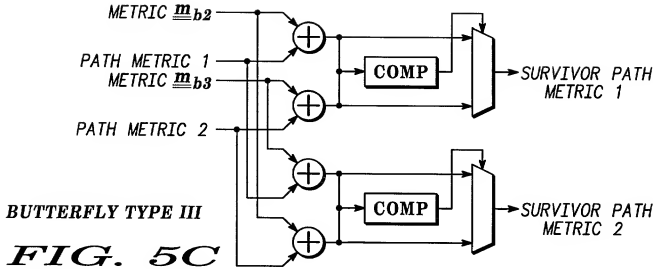 METRIC m b2
PATH METRIC 1
METRIC m b3
PATH METRIC 2
+
+
+
+
COMP
COMP
SURVIVOR PATH
METRIC 1
SURVIVOR PATH
METRIC 2
BUTTERFLY TYPE III
FIG. 5C